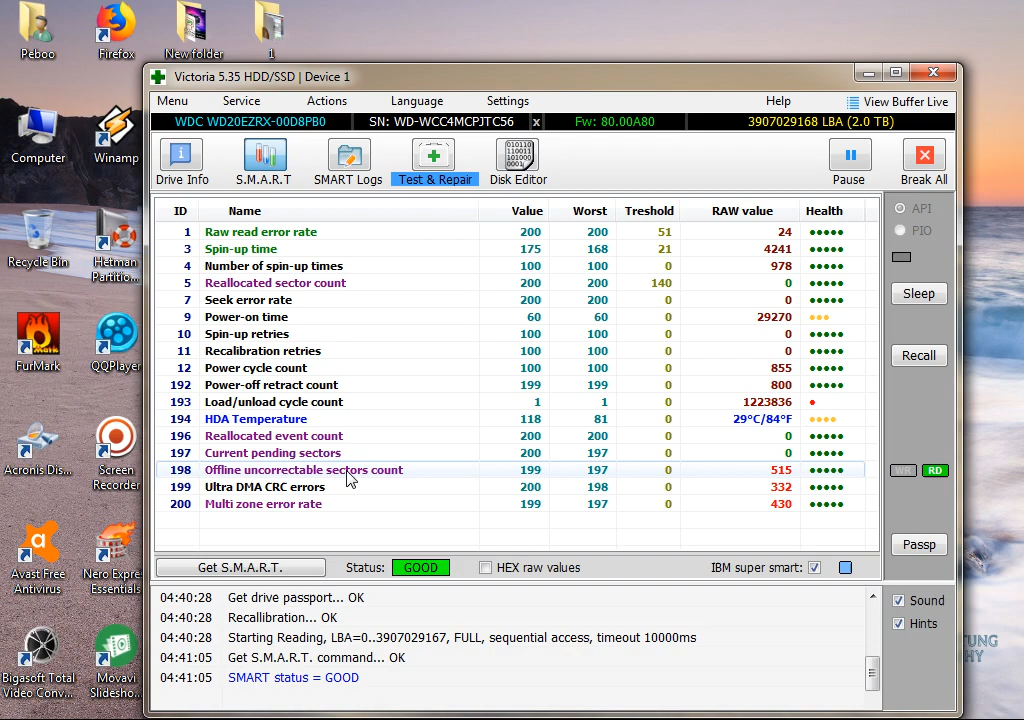 Peboo
Firefox
New folder
1
Computer
Winamp
Recycle Bin
Hetman
Partitio...
FurMark
QQPlayer
Acronis Dis...
Screen
Recorder
Avast Free
Antivirus
Nero Expre...
Essentials
Bigasoft Total
Video Conv...
Movavi
Slidesho...
Victoria 5.35 HDD/SSD | Device 1
Menu Service Actions Language Settings Help View Buffer Live
WDC WD20EZRX-00D8PB0 SN: WD-WCC4MCPJTC56 x Fw: 80.00A80 3907029168 LBA (2.0 TB)
Drive Info S.M.A.R.T SMART Logs Test & Repair Disk Editor Pause Break All
ID Name Value Worst Treshold RAW value Health
1 Raw read error rate 200 200 51 24
3 Spin-up time 175 168 21 4241
4 Number of spin-up times 100 100 0 978
5 Reallocated sector count 200 200 140 0
7 Seek error rate 200 200 0 0
9 Power-on time 60 60 0 29270
10 Spin-up retries 100 100 0 0
11 Recalibration retries 100 100 0 0
12 Power cycle count 100 100 0 855
192 Power-off retract count 199 199 0 800
193 Load/unload cycle count 1 1 0 1223836
194 HDA Temperature 118 81 0 29°C/84°F
196 Reallocated event count 200 200 0 0
197 Current pending sectors 200 197 0 0
198 Offline uncorrectable sectors count 199 197 0 515
199 Ultra DMA CRC errors 200 198 0 332
200 Multi zone error rate 199 197 0 430
API
PIO
Sleep
Recall
WR RD
Passp
Get S.M.A.R.T. Status: GOOD HEX raw values IBM super smart:
04:40:28 Get drive passport... OK
04:40:28 Recallibration... OK
04:40:28 Starting Reading, LBA=0..3907029167, FULL, sequential access, timeout 10000ms
04:41:05 Get S.M.A.R.T. command... OK
04:41:05 SMART status = GOOD
Sound
Hints